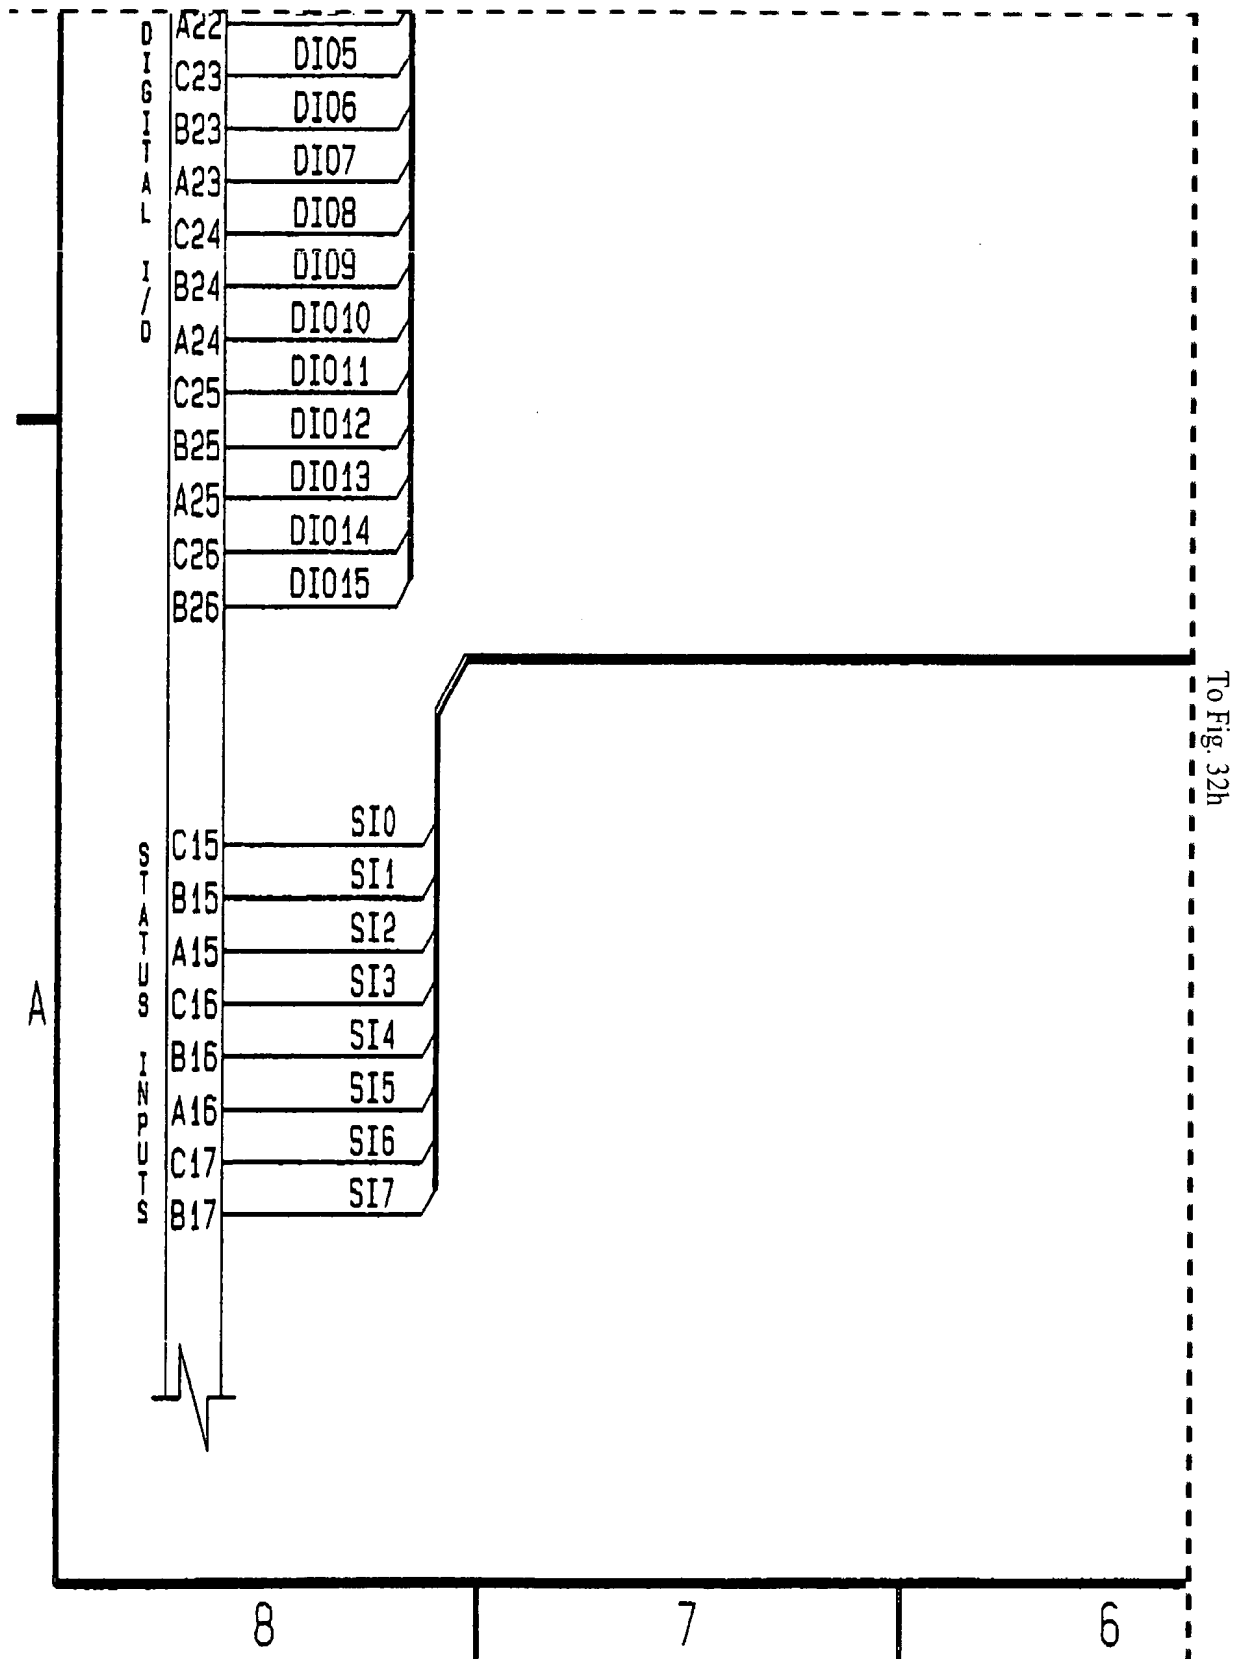 DIGITAL I/O
A22
DIO5
C23
DIO6
B23
DIO7
A23
DIO8
C24
DIO9
B24
DIO10
A24
DIO11
C25
DIO12
B25
DIO13
A25
DIO14
C26
DIO15
B26
To Fig. 32h
STATUS INPUTS
SI0
C15
SI1
B15
SI2
A15
SI3
C16
SI4
B16
SI5
A16
SI6
C17
SI7
B17
A
8
7
6